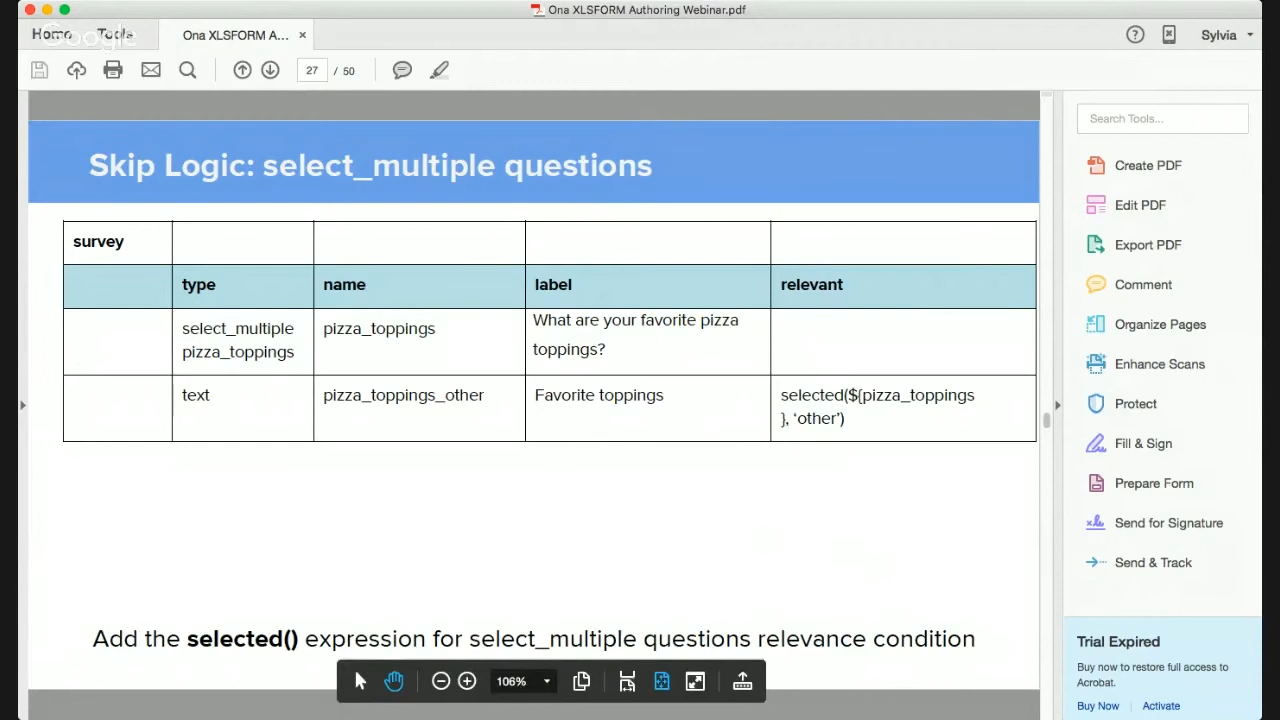 Ona XLSFORM Authoring Webinar.pdf
Home Tools Ona XLSFORM A... × Sylvia
Google
27 / 50
Search Tools...
Skip Logic: select_multiple questions
survey
type name label relevant
select_multiple pizza_toppings
pizza_toppings
What are your favorite pizza
toppings?
text pizza_toppings_other Favorite toppings selected(${pizza_toppings
}, ‘other’)
Add the selected() expression for select_multiple questions relevance condition
106%
Create PDF
Edit PDF
Export PDF
Comment
Organize Pages
Enhance Scans
Protect
Fill & Sign
Prepare Form
Send for Signature
Send & Track
Trial Expired
Buy now to restore full access to
Acrobat.
Buy Now Activate